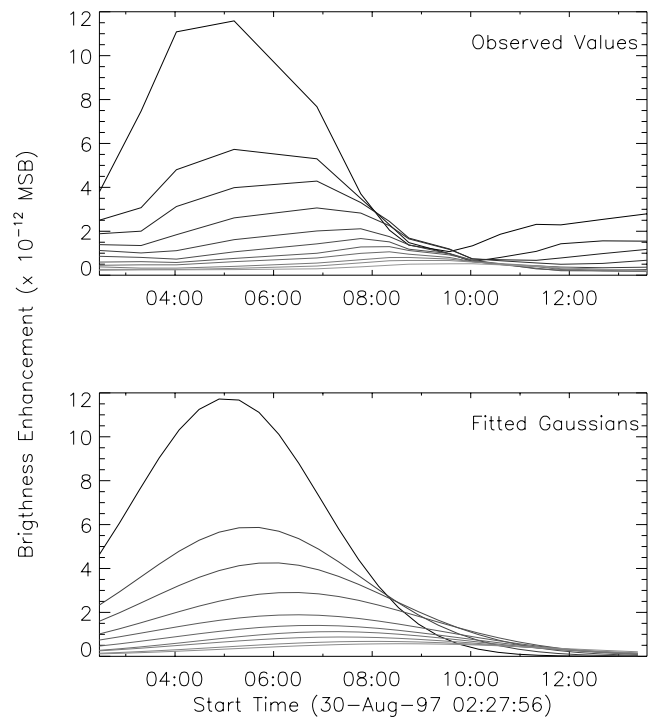 12
10
8
6
4
2
0
Observed Values
04:00 06:00 08:00 10:00 12:00
Brigthness Enhancement (x 10⁻¹² MSB)
12
10
8
6
4
2
0
Fitted Gaussians
04:00 06:00 08:00 10:00 12:00
Start Time (30-Aug-97 02:27:56)